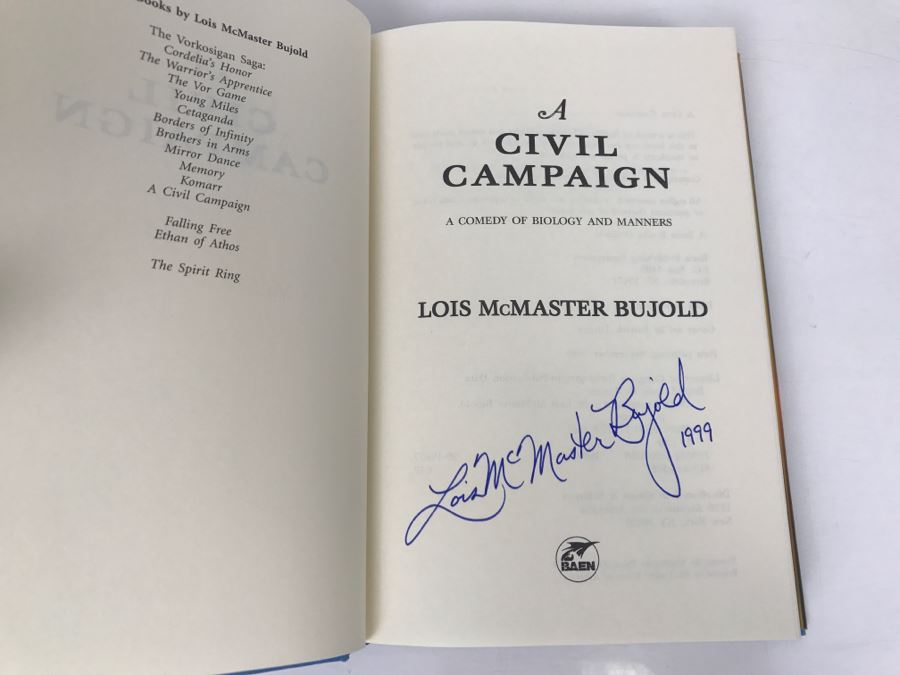 Books by Lois McMaster Bujold
The Vorkosigan Saga:
Cordelia's Honor
The Warrior's Apprentice
The Vor Game
Young Miles
Cetaganda
Borders of Infinity
Brothers in Arms
Mirror Dance
Memory
Komarr
A Civil Campaign
Falling Free
Ethan of Athos
The Spirit Ring
A
CIVIL
CAMPAIGN
A COMEDY OF BIOLOGY AND MANNERS
LOIS McMASTER BUJOLD
Lois McMaster Bujold
1999
BAEN